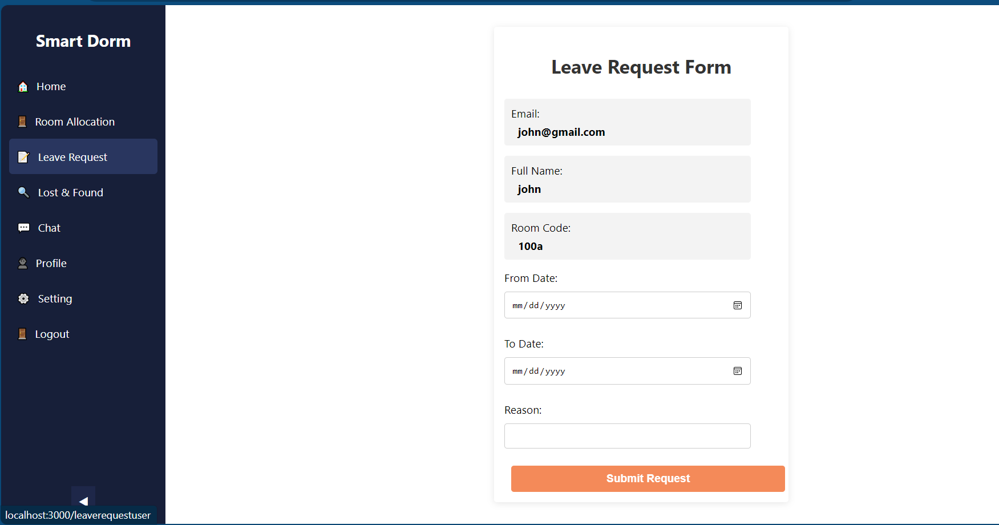 Smart Dorm
Home
Room Allocation
Leave Request
Lost & Found
Chat
Profile
Setting
Logout
localhost:3000/leaverequestuser
Leave Request Form
Email:
john@gmail.com
Full Name:
john
Room Code:
100a
From Date:
mm/dd/yyyy
To Date:
mm/dd/yyyy
Reason:
Submit Request